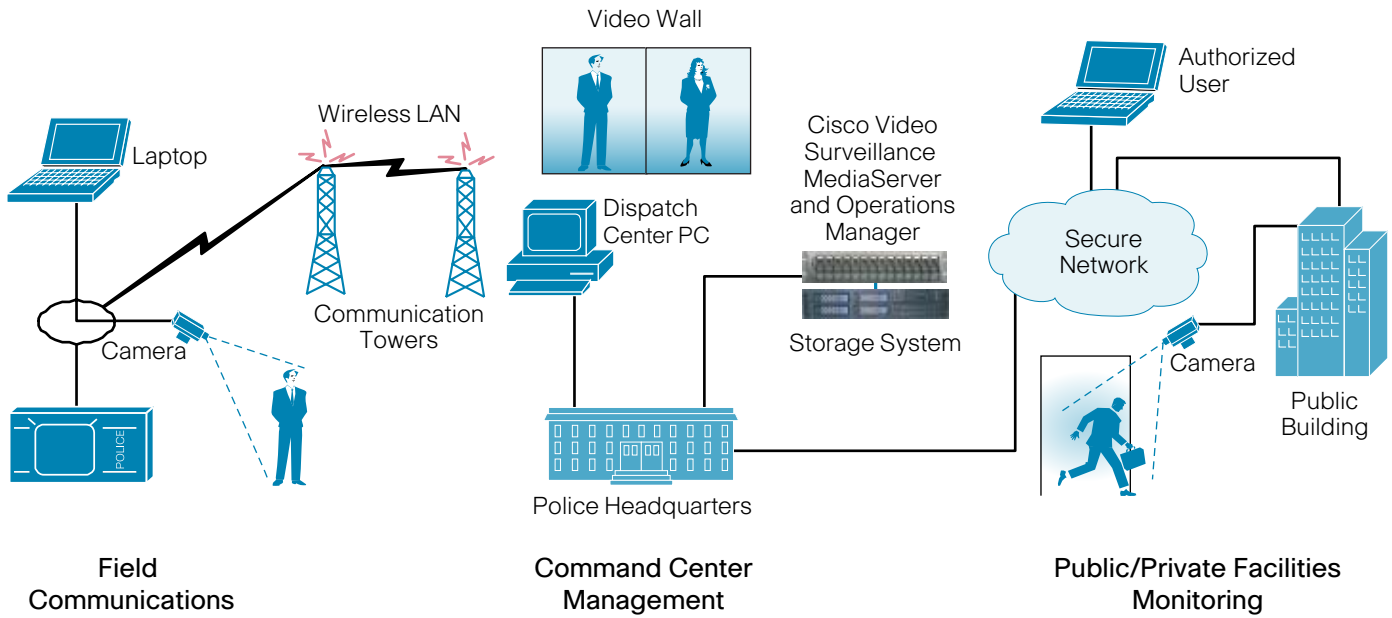 Video Wall
Authorized
User
Wireless LAN
Laptop
Cisco Video
Surveillance
MediaServer
and Operations
Manager
Dispatch
Center PC
Secure
Network
Communication
Towers
Camera
Storage System
Camera
POLICE
Public
Building
Police Headquarters
Field
Communications
Command Center
Management
Public/Private Facilities
Monitoring